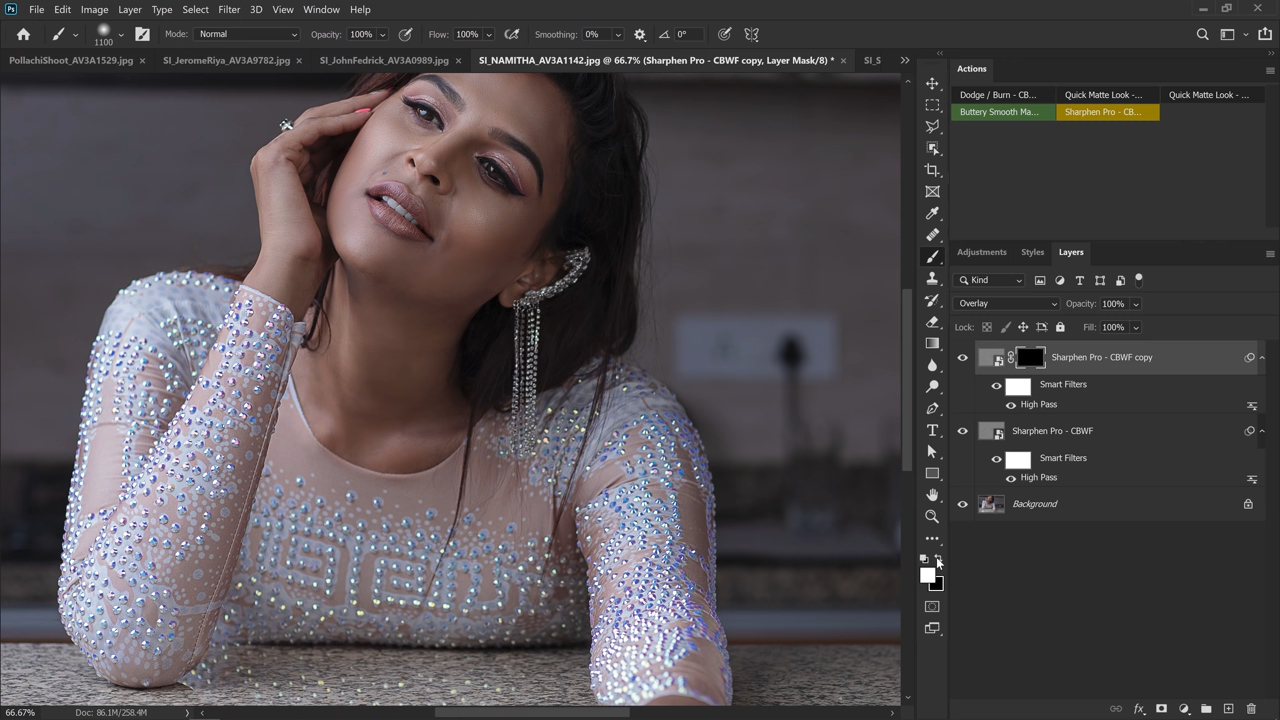 Ps File Edit Image Layer Type Select Filter 3D View Window Help
1100 Mode: Normal Opacity: 100% Flow: 100% Smoothing: 0% 0°
PollachiShoot_AV3A1529.jpg × SI_JeromeRiya_AV3A9782.jpg × SI_JohnFedrick_AV3A0989.jpg × SI_NAMITHA_AV3A1142.jpg @ 66.7% (Sharphen Pro - CBWF copy, Layer Mask/8) * × SI_S
Actions
Dodge / Burn - CB... Quick Matte Look -... Quick Matte Look - ...
Buttery Smooth Ma... Sharphen Pro - CB...
Adjustments Styles Layers
Kind
Overlay Opacity: 100%
Lock: Fill: 100%
Sharphen Pro - CBWF copy
Smart Filters
High Pass
Sharphen Pro - CBWF
Smart Filters
High Pass
Background
66.67% Doc: 86.1M/258.4M